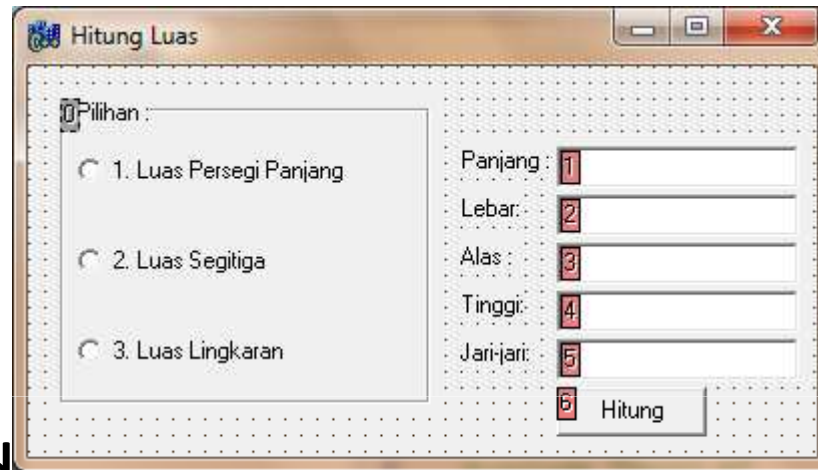 Hitung Luas
0 Pilihan :
1. Luas Persegi Panjang
2. Luas Segitiga
3. Luas Lingkaran
Panjang : 1
Lebar: 2
Alas : 3
Tinggi: 4
Jari-jari: 5
6 Hitung
N